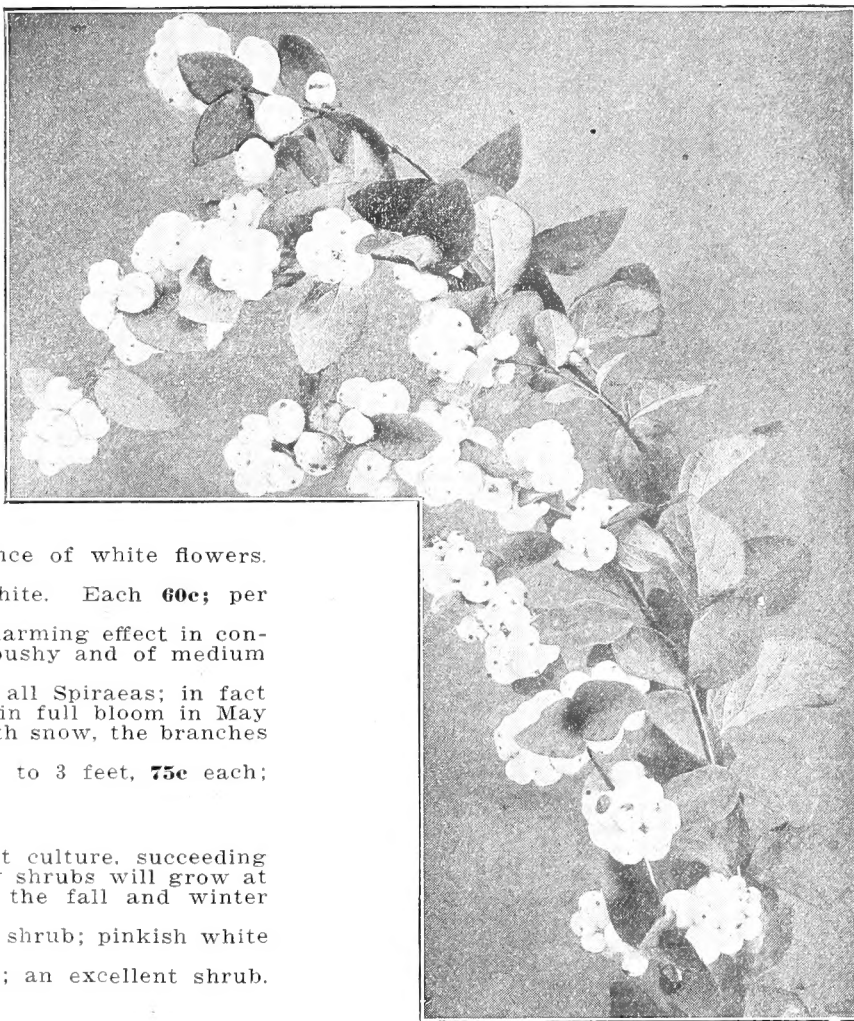 nce of white flowers.
hite. Each 60c; per
arming effect in con-
bushy and of medium
all Spiraeas; in fact
in full bloom in May
th snow, the branches
to 3 feet, 75c each;
t culture, succeeding
shrubs will grow at
the fall and winter
shrub; pinkish white
; an excellent shrub.